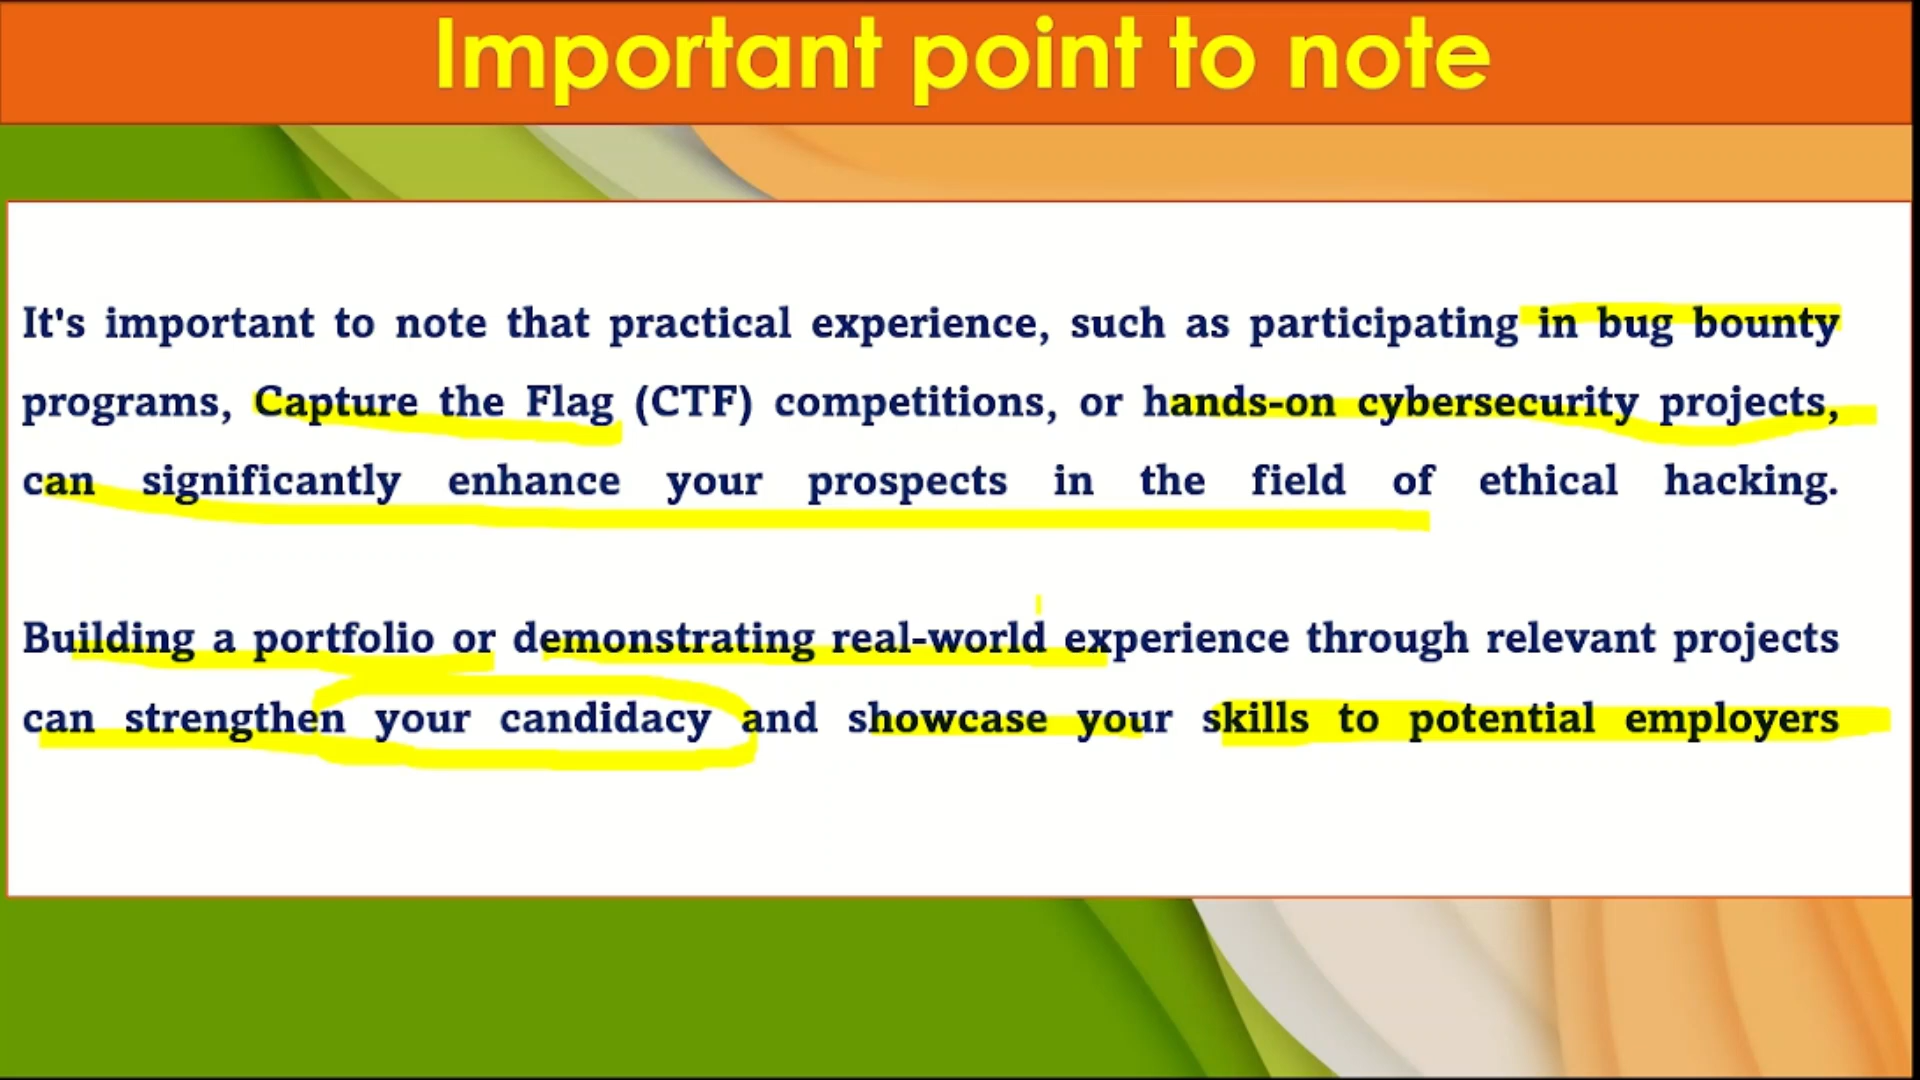 Important point to note
It's important to note that practical experience, such as participating in bug bounty
programs, Capture the Flag (CTF) competitions, or hands-on cybersecurity projects,
can significantly enhance your prospects in the field of ethical hacking.
Building a portfolio or demonstrating real-world experience through relevant projects
can strengthen your candidacy and showcase your skills to potential employers